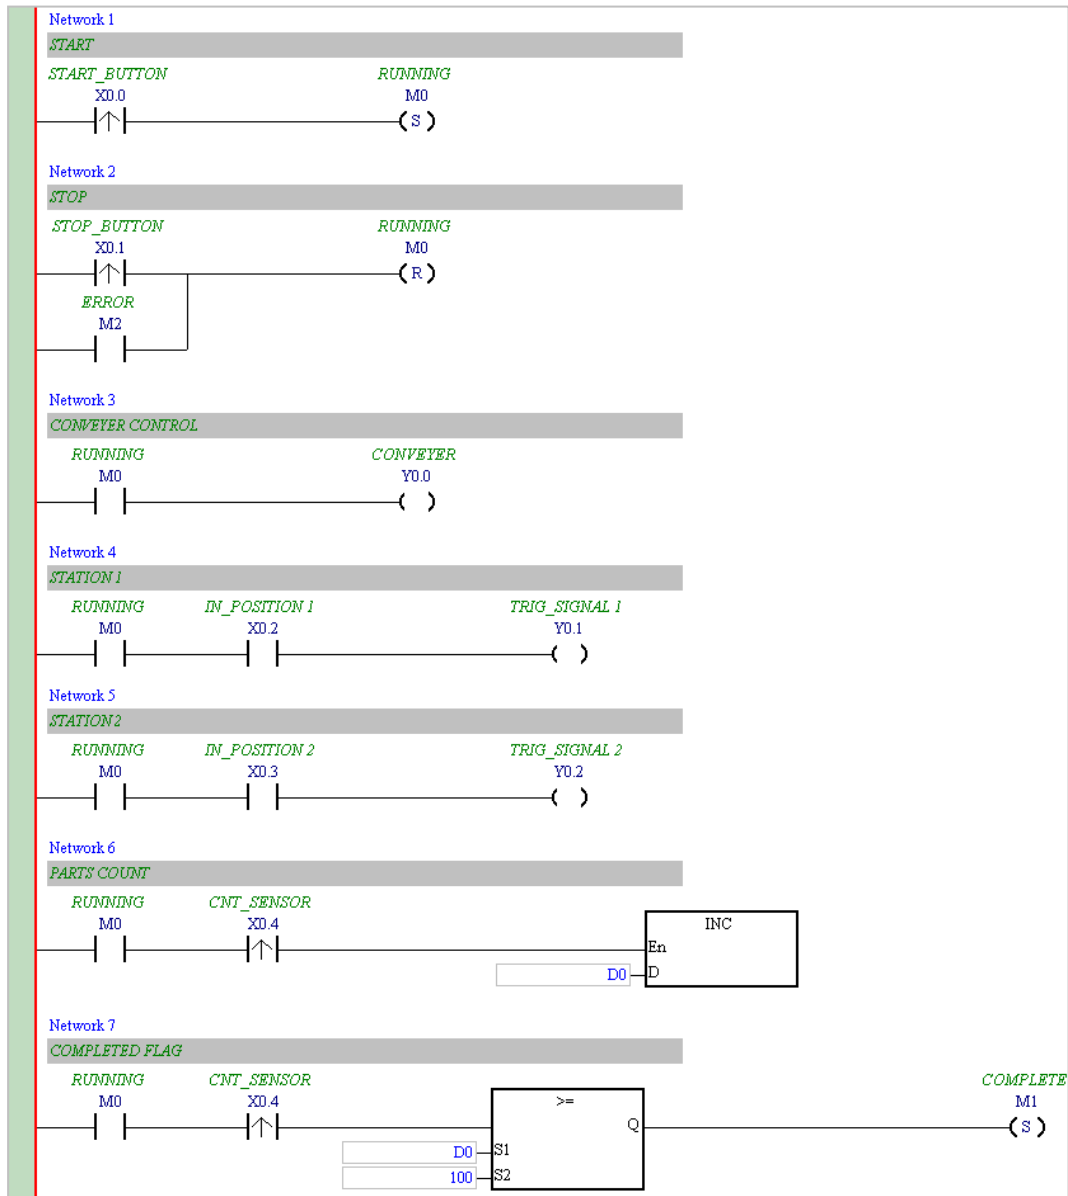 Network 1
START
START_BUTTON RUNNING
X0.0 M0
S
Network 2
STOP
STOP_BUTTON RUNNING
X0.1 M0
R
ERROR
M2
Network 3
CONVEYER CONTROL
RUNNING CONVEYER
M0 Y0.0
Network 4
STATION 1
RUNNING IN_POSITION 1 TRIG_SIGNAL 1
M0 X0.2 Y0.1
Network 5
STATION2
RUNNING IN_POSITION 2 TRIG_SIGNAL 2
M0 X0.3 Y0.2
Network 6
PARTS COUNT
RUNNING CNT_SENSOR
M0 X0.4 INC
En
D0 D
Network 7
COMPLETED FLAG
RUNNING CNT_SENSOR COMPLETE
M0 X0.4 >= M1
Q S
D0 S1
100 S2